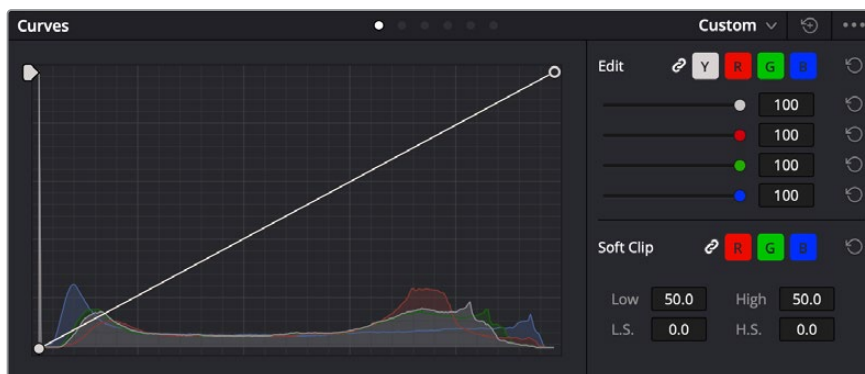 Curves
Custom
Edit Y R G B
100
100
100
100
Soft Clip R G B
Low 50.0 High 50.0
L.S. 0.0 H.S. 0.0